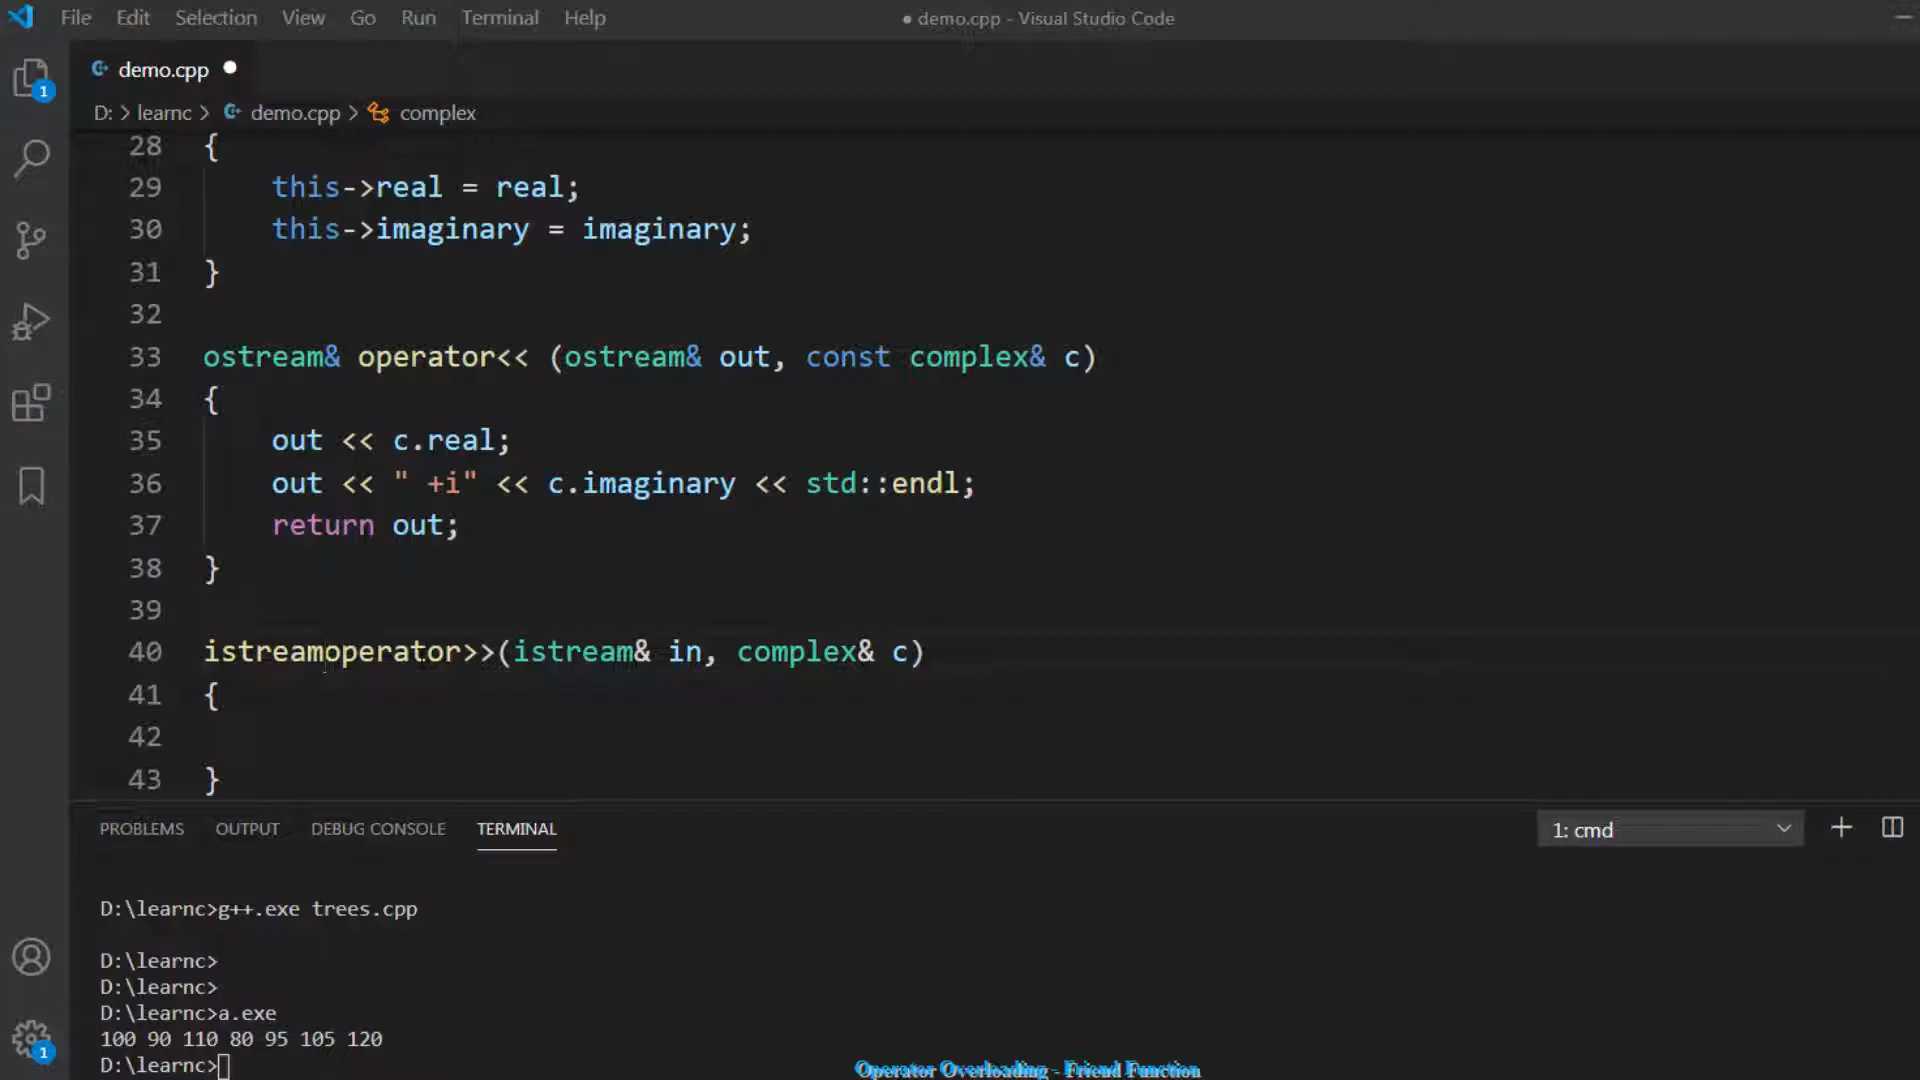 File Edit Selection View Go Run Terminal Help
● demo.cpp - Visual Studio Code
demo.cpp
D: > learnc > demo.cpp > complex
28 {
29 this->real = real;
30 this->imaginary = imaginary;
31 }
32
33 ostream& operator<< (ostream& out, const complex& c)
34 {
35 out << c.real;
36 out << " +i" << c.imaginary << std::endl;
37 return out;
38 }
39
40 istreamoperator>>(istream& in, complex& c)
41 {
42
43 }
PROBLEMS OUTPUT DEBUG CONSOLE TERMINAL
1: cmd
D:\learnc>g++.exe trees.cpp
D:\learnc>
D:\learnc>
D:\learnc>a.exe
100 90 110 80 95 105 120
D:\learnc>
1
1
Operator Overloading - Friend Function